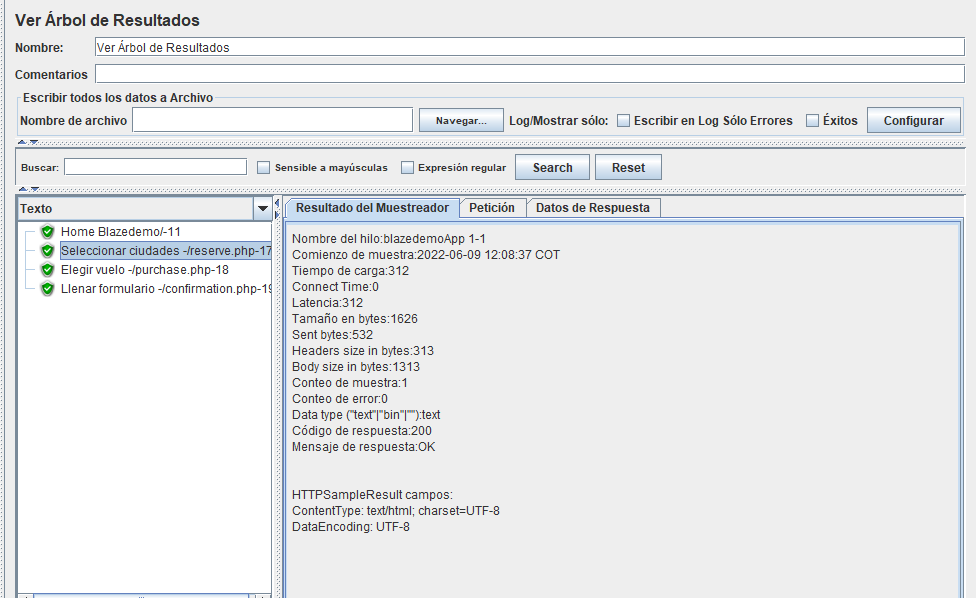 Ver Árbol de Resultados
Nombre: Ver Árbol de Resultados
Comentarios
Escribir todos los datos a Archivo
Nombre de archivo Navegar... Log/Mostrar sólo: Escribir en Log Sólo Errores Éxitos Configurar
Buscar: Sensible a mayúsculas Expresión regular Search Reset
Texto
Home Blazedemo/-11
Seleccionar ciudades -/reserve.php-17
Elegir vuelo -/purchase.php-18
Llenar formulario -/confirmation.php-19
Resultado del Muestreador Petición Datos de Respuesta
Nombre del hilo:blazedemoApp 1-1
Comienzo de muestra:2022-06-09 12:08:37 COT
Tiempo de carga:312
Connect Time:0
Latencia:312
Tamaño en bytes:1626
Sent bytes:532
Headers size in bytes:313
Body size in bytes:1313
Conteo de muestra:1
Conteo de error:0
Data type ("text"|"bin"|""):text
Código de respuesta:200
Mensaje de respuesta:OK
HTTPSampleResult campos:
ContentType: text/html; charset=UTF-8
DataEncoding: UTF-8